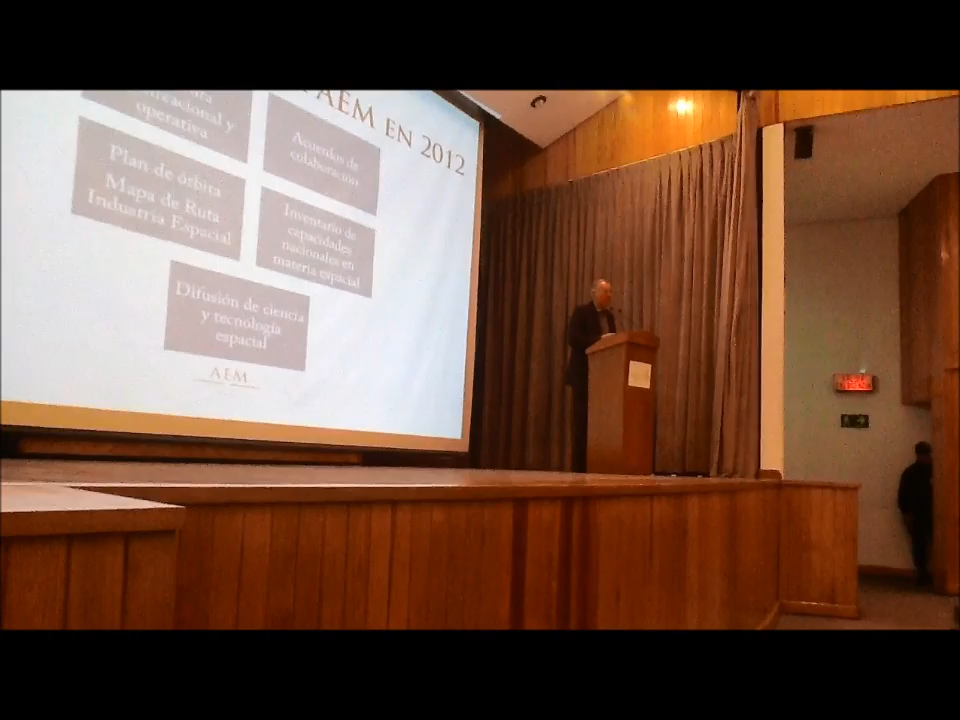 AEM EN 2012
operativa
Acuerdos de
colaboración
Plan de órbita
Mapa de Ruta
Industria Espacial
Inventario de
capacidades
nacionales en
materia espacial
Difusión de ciencia
y tecnología
espacial
AEM